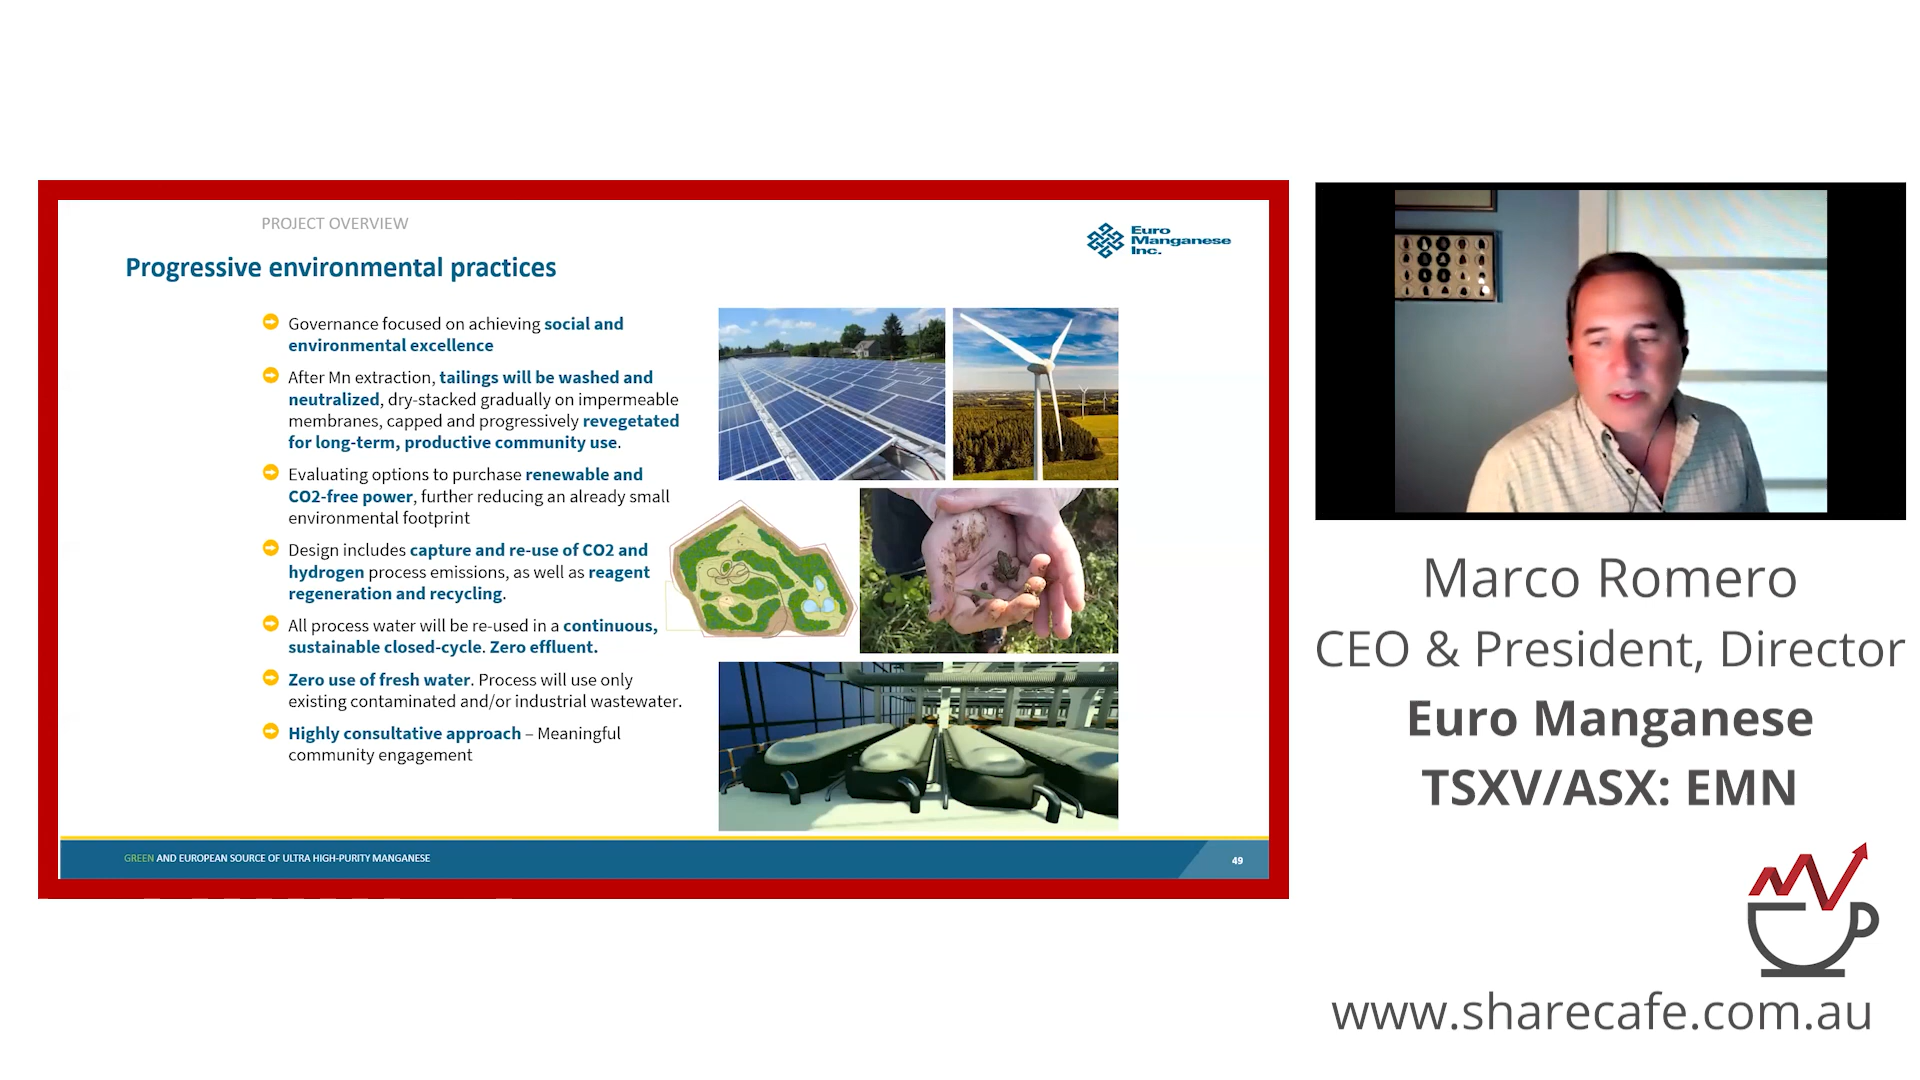 PROJECT OVERVIEW
Euro
Manganese
Inc.
Progressive environmental practices
Governance focused on achieving social and
environmental excellence
After Mn extraction, tailings will be washed and
neutralized, dry-stacked gradually on impermeable
membranes, capped and progressively revegetated
for long-term, productive community use.
Evaluating options to purchase renewable and
CO2-free power, further reducing an already small
environmental footprint
Design includes capture and re-use of CO2 and
hydrogen process emissions, as well as reagent
regeneration and recycling.
All process water will be re-used in a continuous,
sustainable closed-cycle. Zero effluent.
Zero use of fresh water. Process will use only
existing contaminated and/or industrial wastewater.
Highly consultative approach – Meaningful
community engagement
GREEN AND EUROPEAN SOURCE OF ULTRA HIGH-PURITY MANGANESE
49
Marco Romero
CEO & President, Director
Euro Manganese
TSXV/ASX: EMN
www.sharecafe.com.au